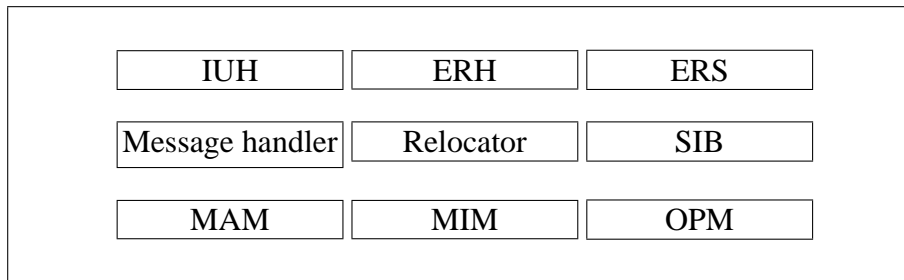 IUH ERH ERS
Message handler Relocator SIB
MAM MIM OPM